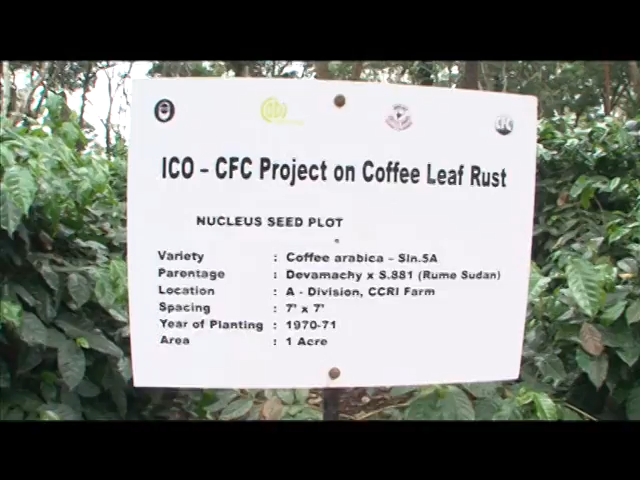 ICO – CFC Project on Coffee Leaf Rust
NUCLEUS SEED PLOT
Variety : Coffee arabica – Sln.5A
Parentage : Devamachy x S.881 (Rume Sudan)
Location : A - Division, CCRI Farm
Spacing : 7' x 7'
Year of Planting : 1970-71
Area : 1 Acre